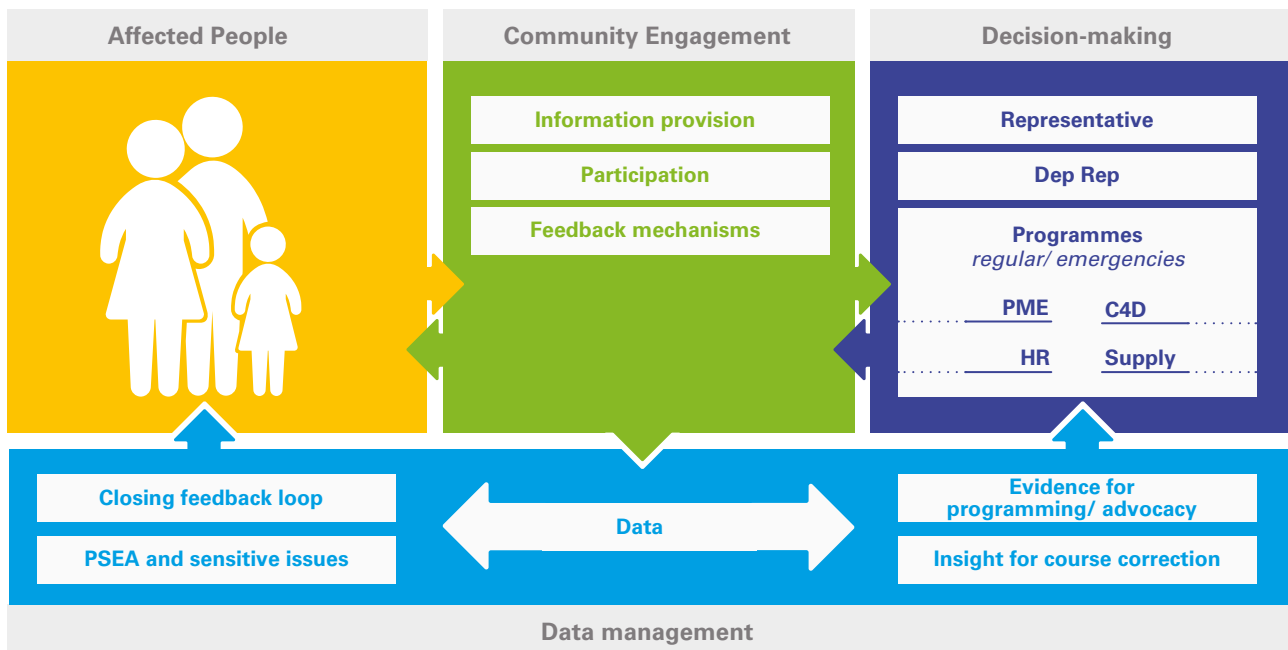 Affected People
Community Engagement
Decision-making
Information provision
Participation
Feedback mechanisms
Representative
Dep Rep
Programmes
regular/ emergencies
PME
C4D
HR
Supply
Closing feedback loop
PSEA and sensitive issues
Data
Evidence for
programming/ advocacy
Insight for course correction
Data management